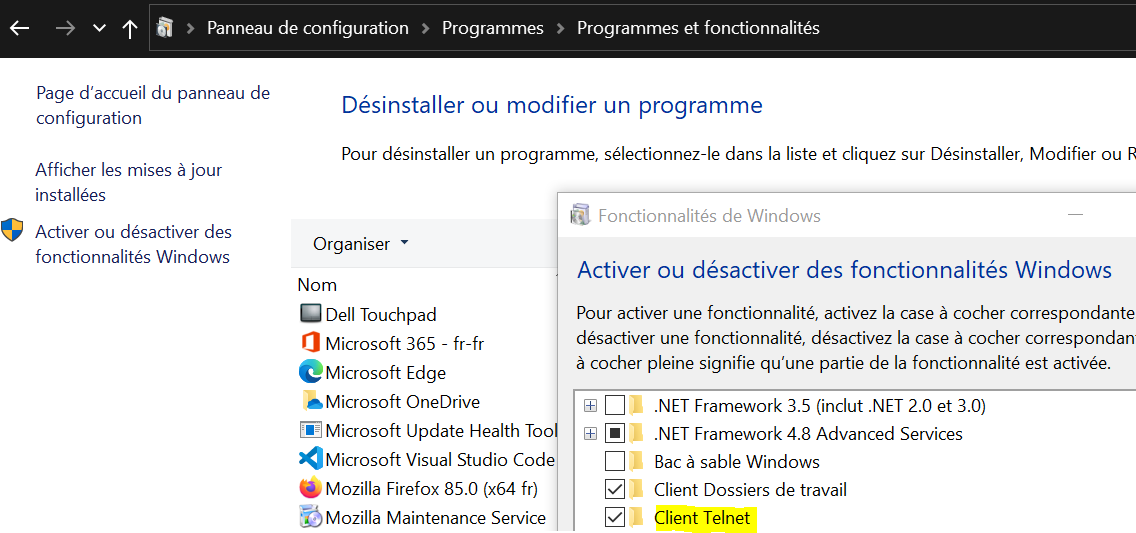 Panneau de configuration > Programmes > Programmes et fonctionnalités
Page d’accueil du panneau de
configuration
Afficher les mises à jour
installées
Activer ou désactiver des
fonctionnalités Windows
Désinstaller ou modifier un programme
Pour désinstaller un programme, sélectionnez-le dans la liste et cliquez sur Désinstaller, Modifier ou R
Organiser
Nom
Dell Touchpad
Microsoft 365 - fr-fr
Microsoft Edge
Microsoft OneDrive
Microsoft Update Health Tool
Microsoft Visual Studio Code
Mozilla Firefox 85.0 (x64 fr)
Mozilla Maintenance Service
Fonctionnalités de Windows
Activer ou désactiver des fonctionnalités Windows
Pour activer une fonctionnalité, activez la case à cocher correspondante
désactiver une fonctionnalité, désactivez la case à cocher correspondan
à cocher pleine signifie qu’une partie de la fonctionnalité est activée.
.NET Framework 3.5 (inclut .NET 2.0 et 3.0)
.NET Framework 4.8 Advanced Services
Bac à sable Windows
Client Dossiers de travail
Client Telnet